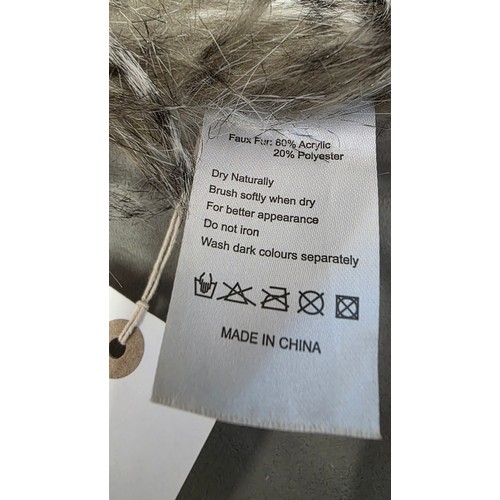 Faux Fur: 80% Acrylic
20% Polyester
Dry Naturally
Brush softly when dry
For better appearance
Do not iron
Wash dark colours separately
MADE IN CHINA